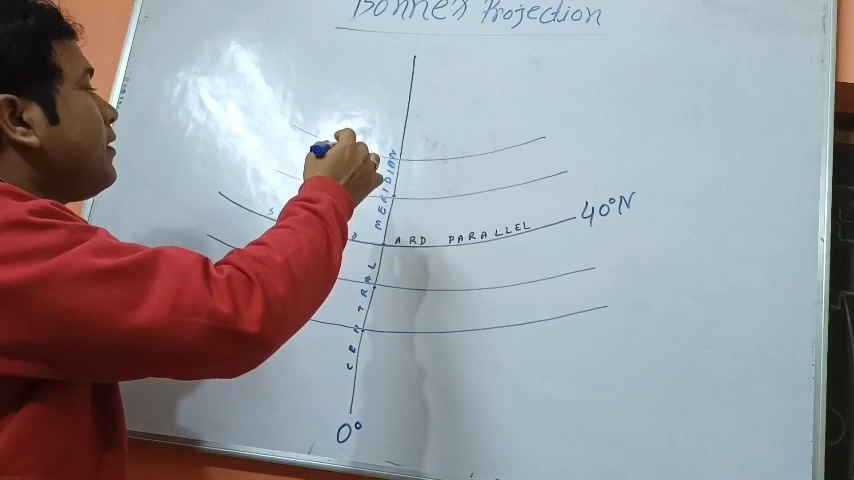 Bonne's Projection
CENTRAL MERIDIAN
S ARD PARALLEL
40°N
0°